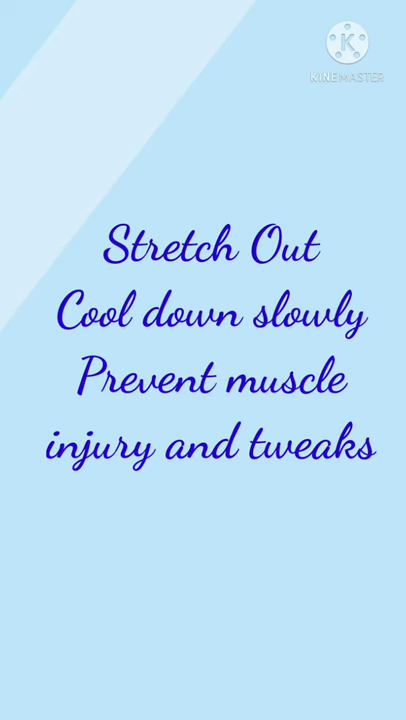 KINEMASTER
Stretch Out
Cool down slowly
Prevent muscle
injury and tweaks